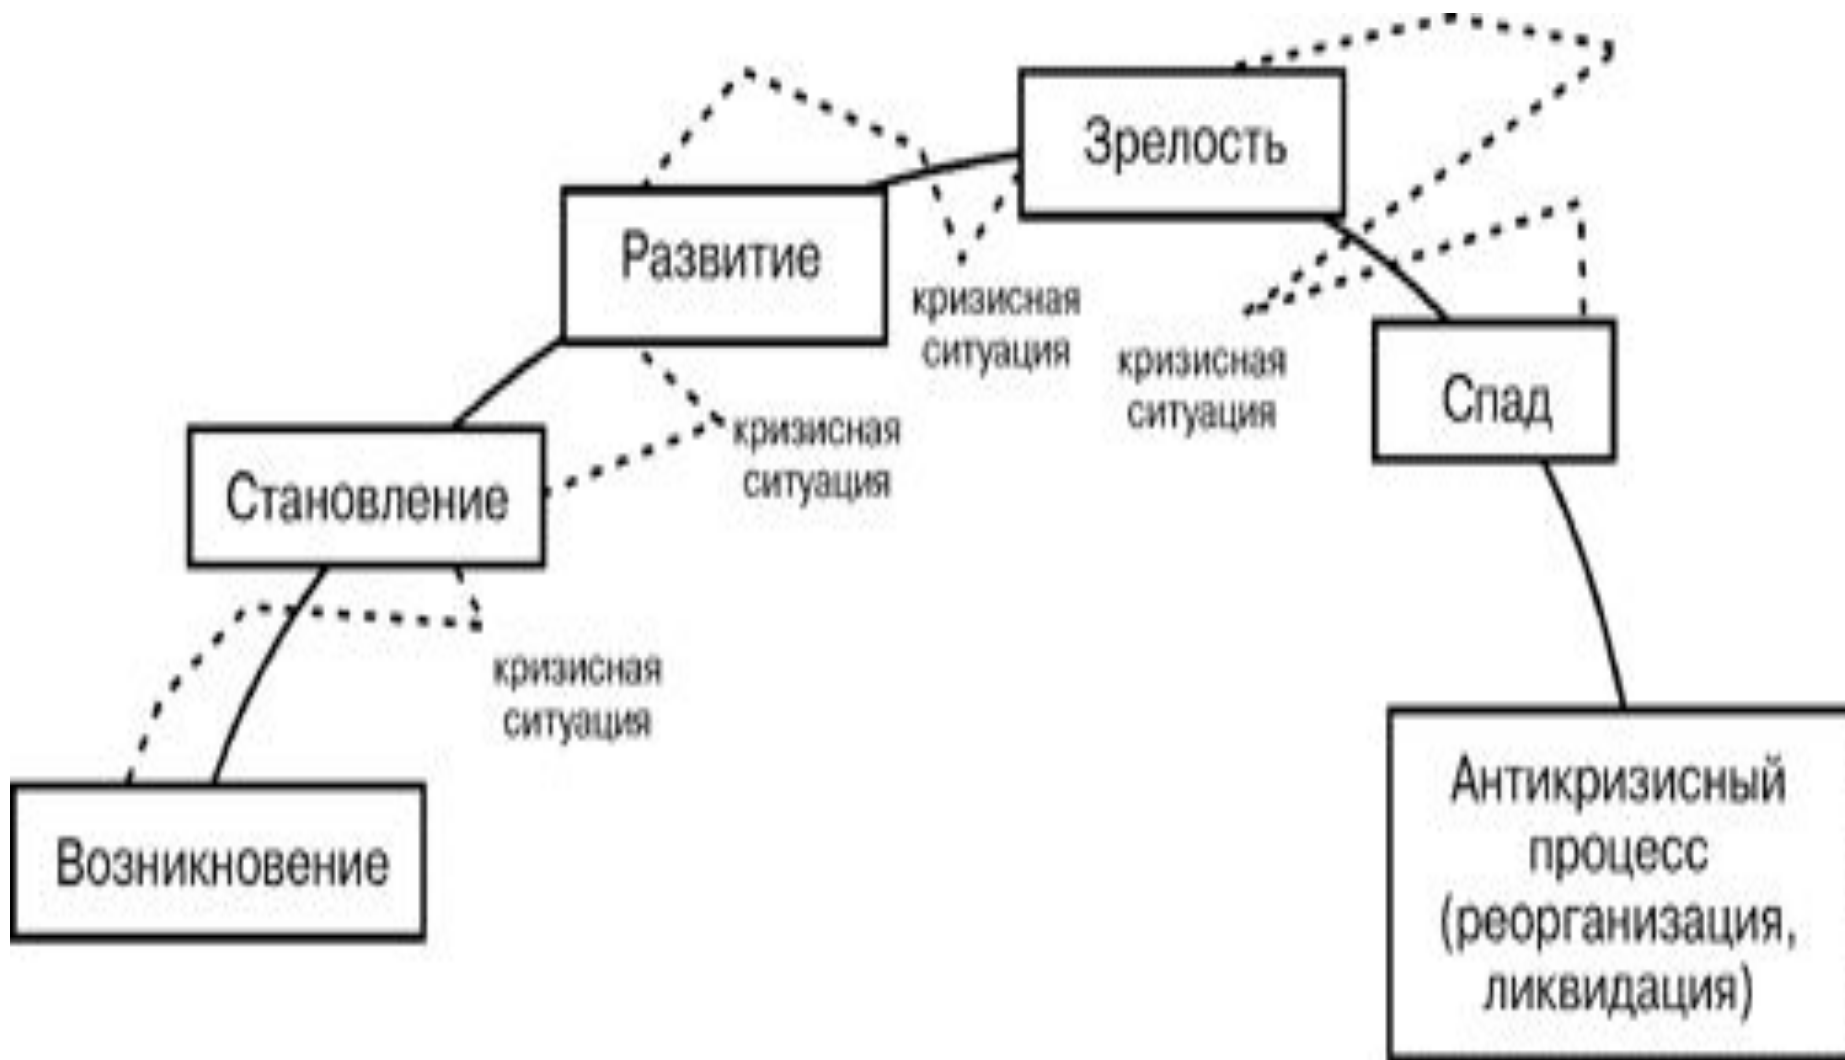 Зрелость
Развитие
кризисная
ситуация
кризисная
ситуация
Спад
кризисная
ситуация
Становление
кризисная
ситуация
Возникновение
Антикризисный
процесс
(реорганизация,
ликвидация)